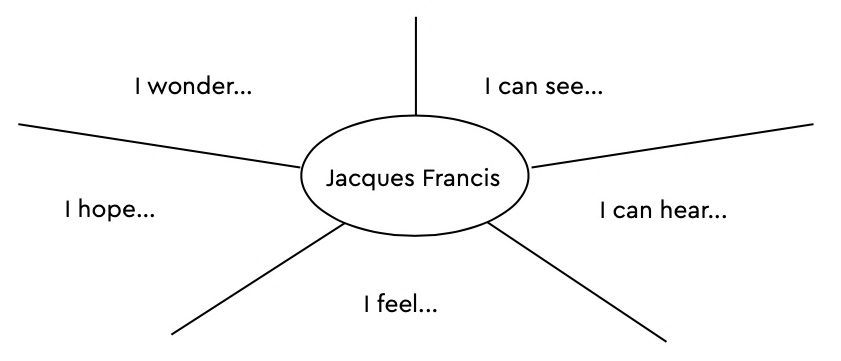 I wonder...
I can see...
Jacques Francis
I hope...
I can hear...
I feel...